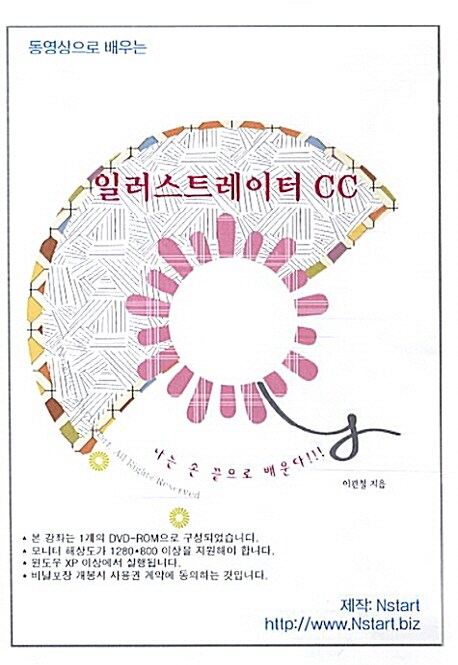 동영상으로 배우는
일러스트레이터 CC
All Rights Reserved
나는 손 끝으로 배운다!!!
이관철 지음
* 본 강좌는 1개의 DVD-ROM으로 구성되었습니다.
* 모니터 해상도가 1280*800 이상을 지원해야 합니다.
* 윈도우 XP 이상에서 실행됩니다.
* 비닐포장 개봉시 사용권 계약에 동의하는 것입니다.
제작: Nstart
http://www.Nstart.biz